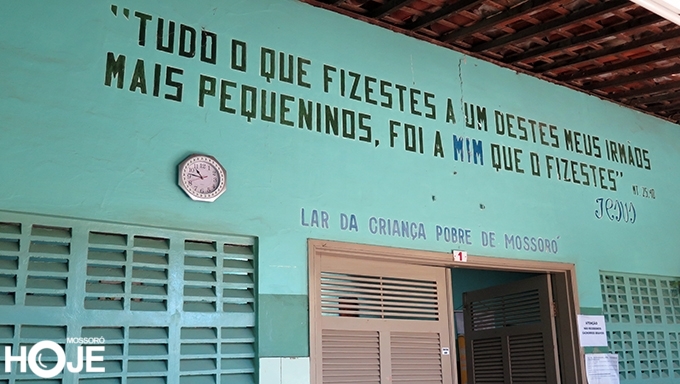 "TUDO O QUE FIZESTES A UM DESTES MEUS IRMÃOS
MAIS PEQUENINOS, FOI A MIM QUE O FIZESTES"
MT 25.40
JESUS
LAR DA CRIANÇA POBRE DE MOSSORÓ
1
ATENÇÃO
MOSSORÓ
HOJE